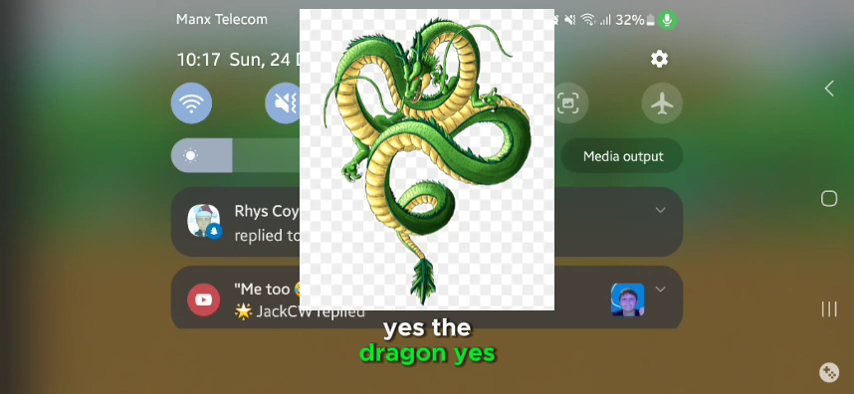 Manx Telecom
32%
10:17 Sun, 24
Media output
Rhys Coy
replied to
"Me too
JackCW replied
yes the
dragon yes